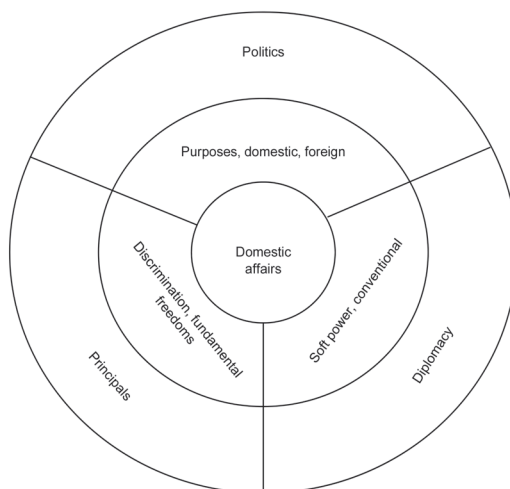 Politics
Purposes, domestic, foreign
Domestic
affairs
Discrimination, fundamental
freedoms
Soft power, conventional
Principals
Diplomacy